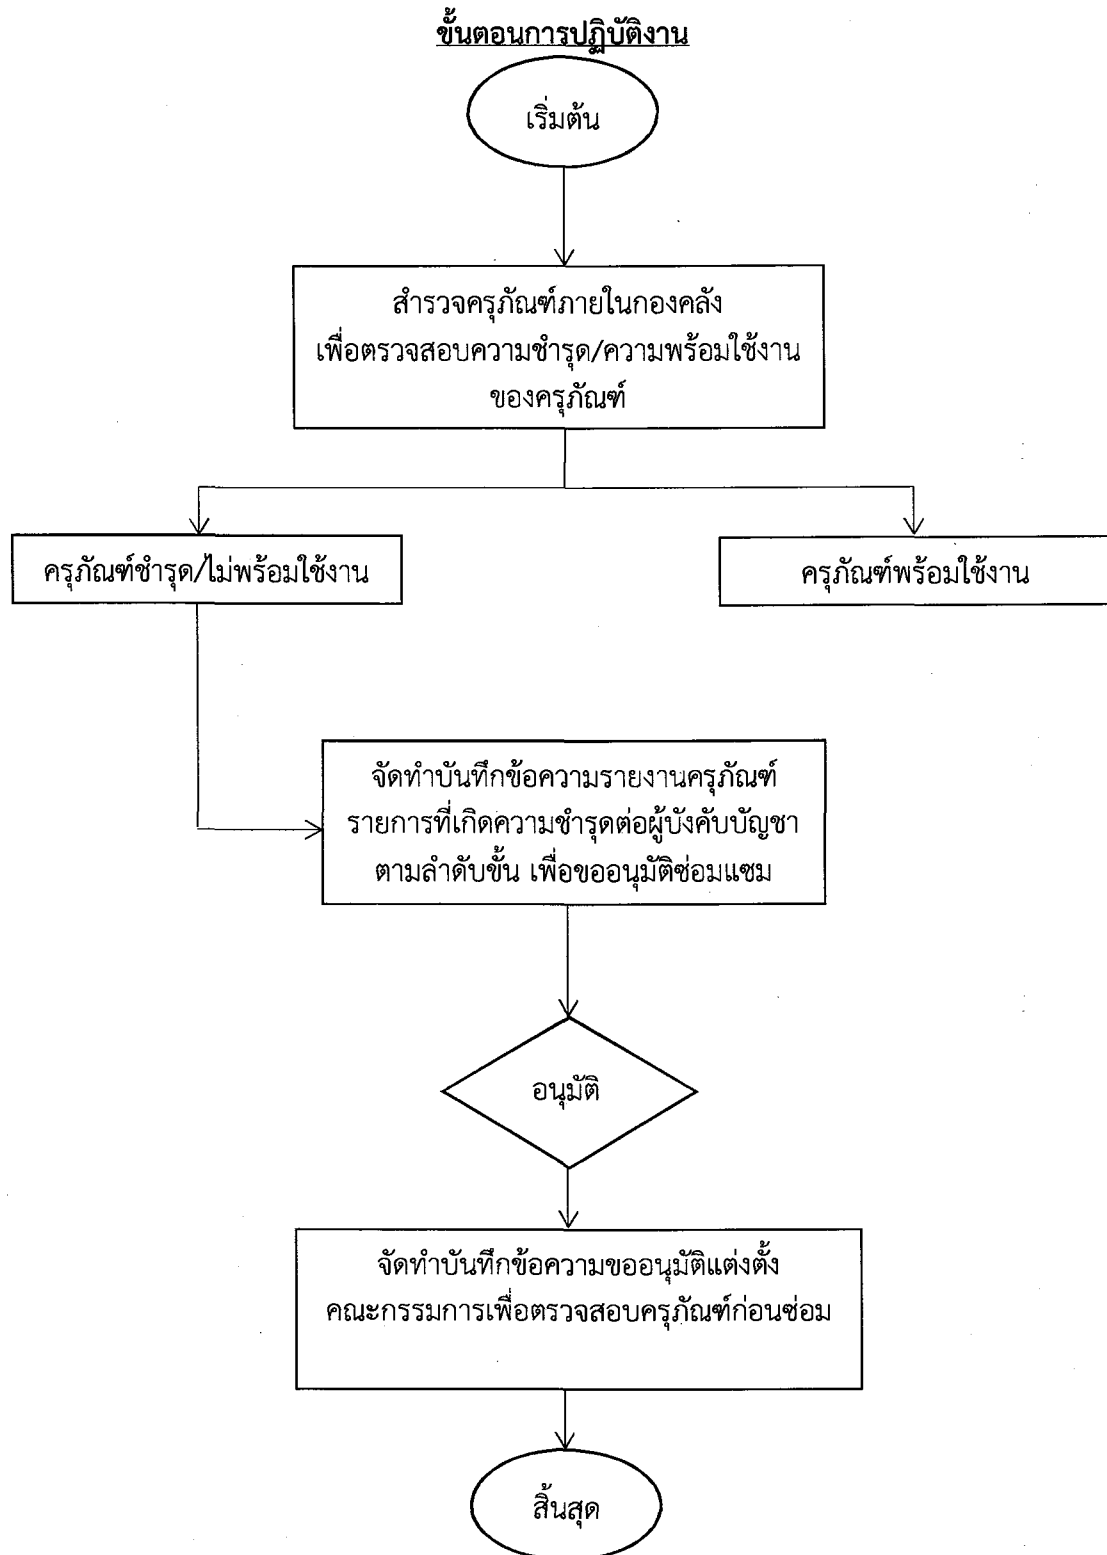 ขั้นตอนการปฏิบัติงาน
เริ่มต้น
สำรวจครุภัณฑ์ภายในกองคลัง
เพื่อตรวจสอบความชำรุด/ความพร้อมใช้งาน
ของครุภัณฑ์
ครุภัณฑ์ชำรุด/ไม่พร้อมใช้งาน
ครุภัณฑ์พร้อมใช้งาน
จัดทำบันทึกข้อความรายงานครุภัณฑ์
รายการที่เกิดความชำรุดต่อผู้บังคับบัญชา
ตามลำดับขั้น เพื่อขออนุมัติซ่อมแซม
อนุมัติ
จัดทำบันทึกข้อความขออนุมัติแต่งตั้ง
คณะกรรมการเพื่อตรวจสอบครุภัณฑ์ก่อนซ่อม
สิ้นสุด